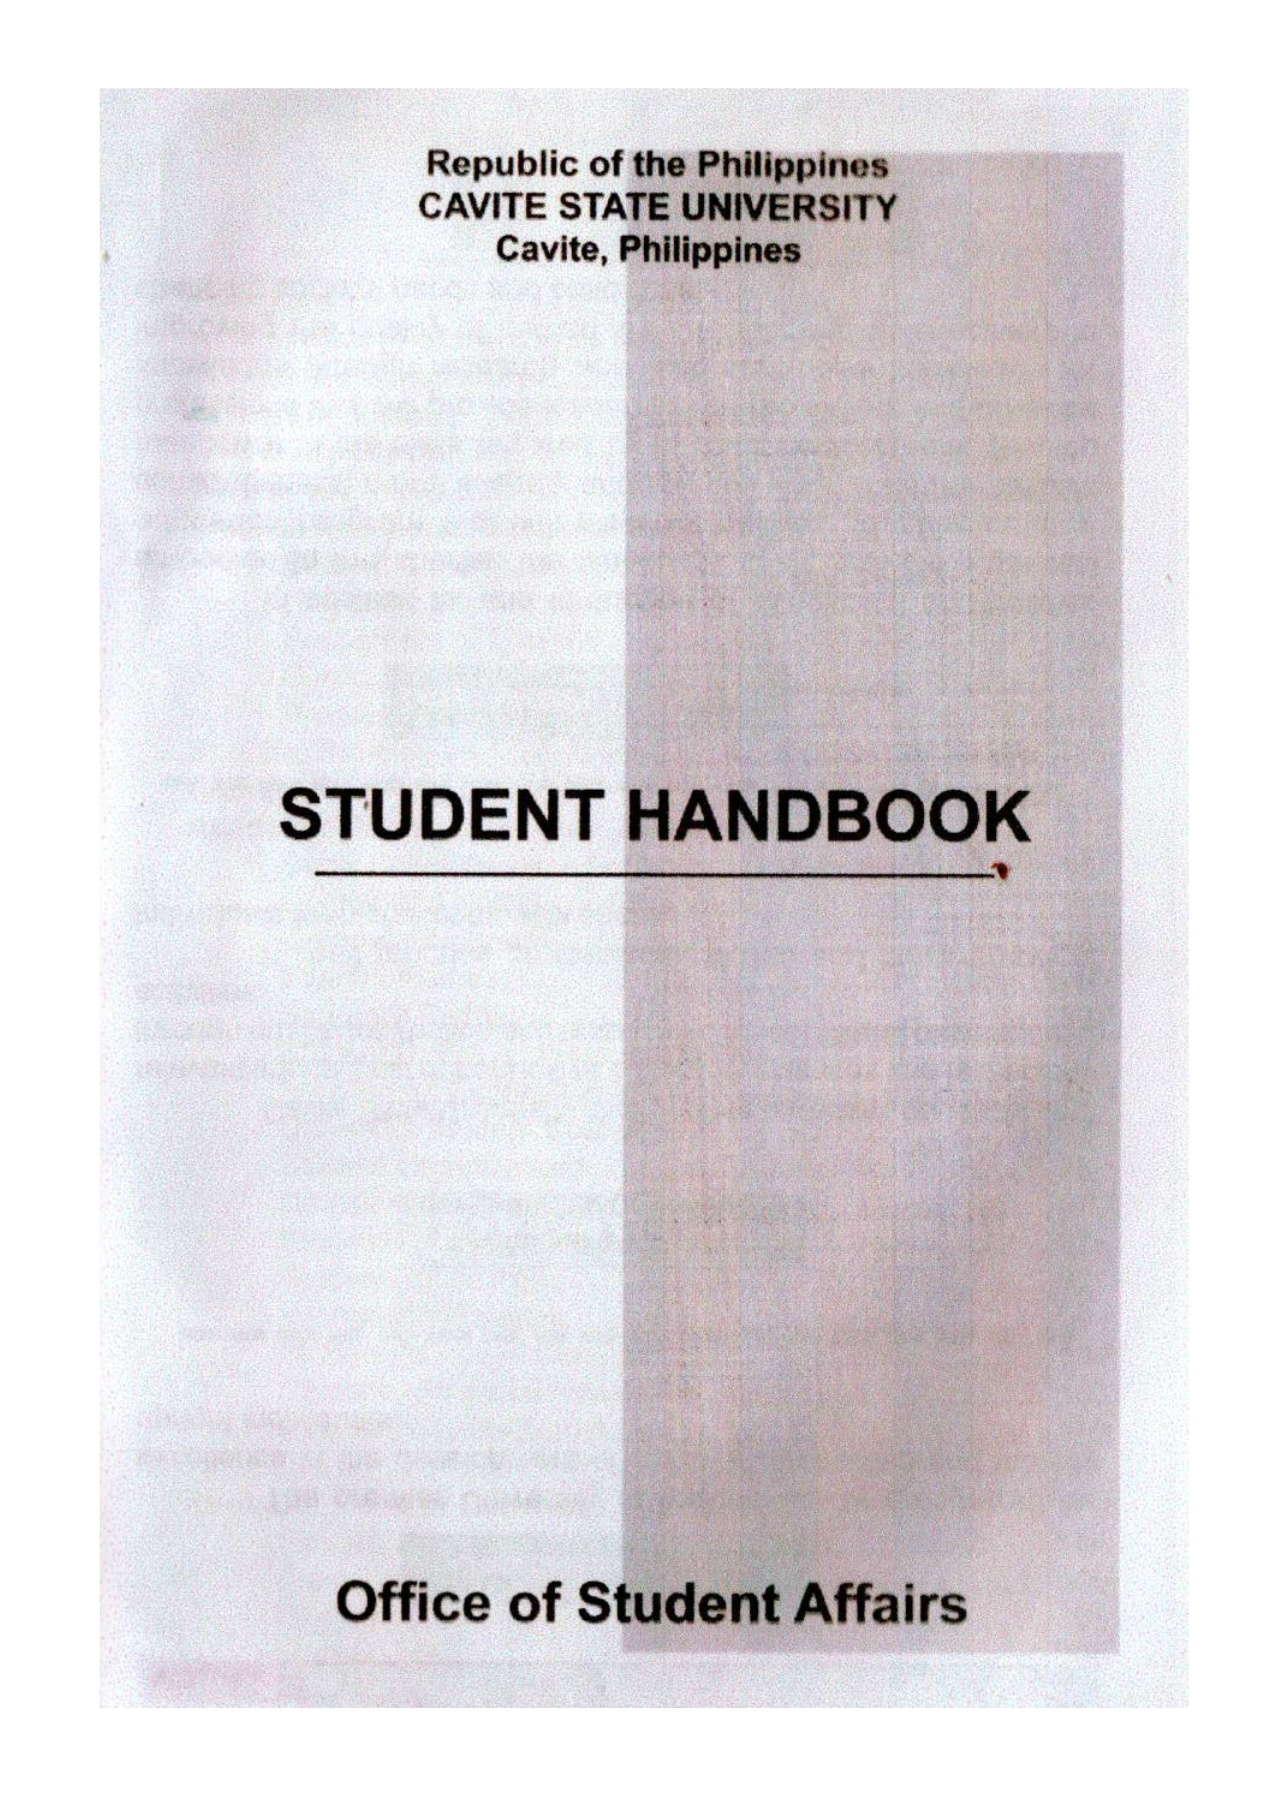 Republic of the Philippines
CAVITE STATE UNIVERSITY
Cavite, Philippines
STUDENT HANDBOOK
Office of Student Affairs